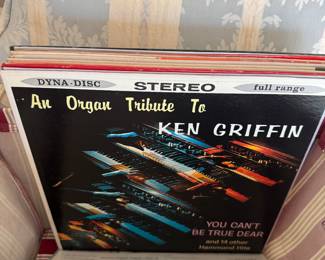 DYNA-DISC STEREO full range
An Organ Tribute To
KEN GRIFFIN
YOU CAN'T
BE TRUE DEAR
and 14 other
Hammond Hits